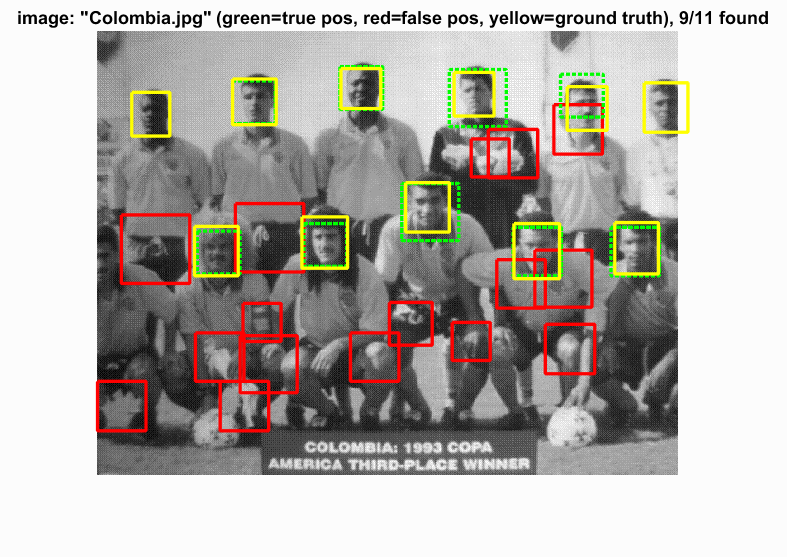 image: "Colombia.jpg" (green=true pos, red=false pos, yellow=ground truth), 9/11 found
COLOMBIA: 1993 COPA
AMERICA THIRD-PLACE WINNER